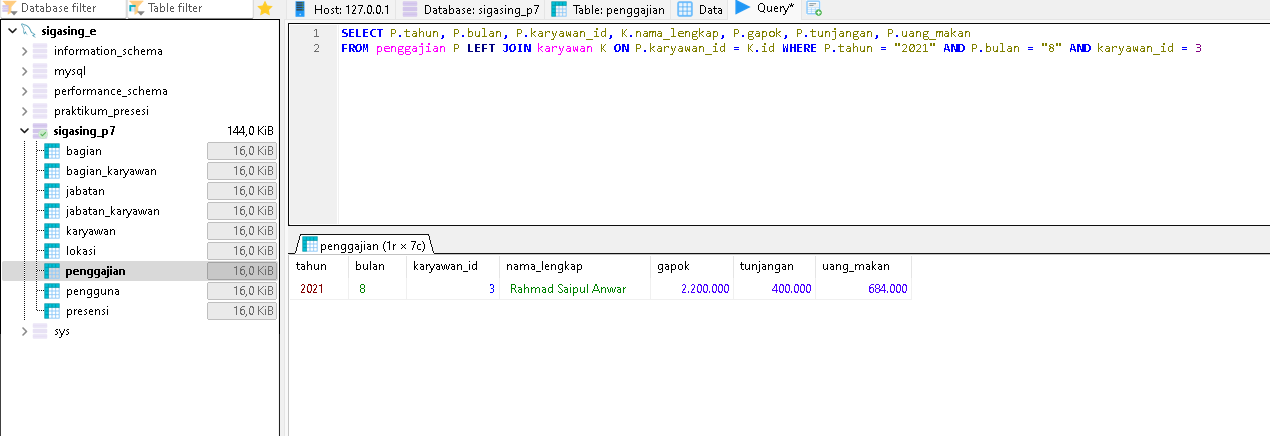 Database filter
Table filter
Host: 127.0.0.1
Database: sigasing_p7
Table: penggajian
Data
Query*
sigasing_e
information_schema
mysql
performance_schema
praktikum_presesi
sigasing_p7 144,0 KiB
bagian 16,0 KiB
bagian_karyawan 16,0 KiB
jabatan 16,0 KiB
jabatan_karyawan 16,0 KiB
karyawan 16,0 KiB
lokasi 16,0 KiB
penggajian 16,0 KiB
pengguna 16,0 KiB
presensi 16,0 KiB
sys
1 SELECT P.tahun, P.bulan, P.karyawan_id, K.nama_lengkap, P.gapok, P.tunjangan, P.uang_makan
2 FROM penggajian P LEFT JOIN karyawan K ON P.karyawan_id = K.id WHERE P.tahun = "2021" AND P.bulan = "8" AND karyawan_id = 3
penggajian (1r × 7c)
tahun bulan karyawan_id nama_lengkap gapok tunjangan uang_makan
2021 8 3 Rahmad Saipul Anwar 2.200.000 400.000 684.000